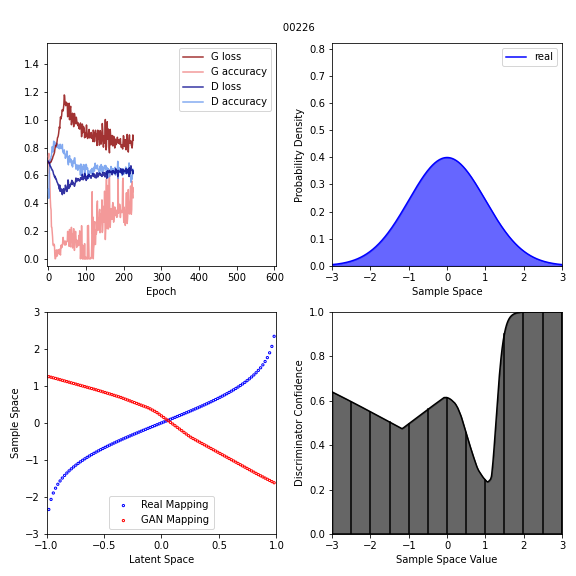 00226
1.4
1.2
1.0
0.8
0.6
0.4
0.2
0.0
0 100 200 300 400 500 600
Epoch
G loss
G accuracy
D loss
D accuracy
Probability Density
0.8
0.7
0.6
0.5
0.4
0.3
0.2
0.1
0.0
−3 −2 −1 0 1 2 3
Sample Space
real
Sample Space
3
2
1
0
−1
−2
−3
−1.0 −0.5 0.0 0.5 1.0
Latent Space
Real Mapping
GAN Mapping
Discriminator Confidence
1.0
0.8
0.6
0.4
0.2
0.0
−3 −2 −1 0 1 2 3
Sample Space Value